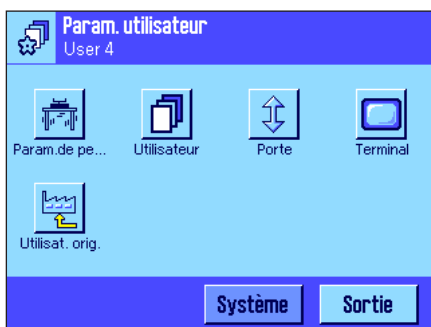 Param. utilisateur
User 4
Param.de pe...
Utilisateur
Porte
Terminal
Utilisat. orig.
Système
Sortie